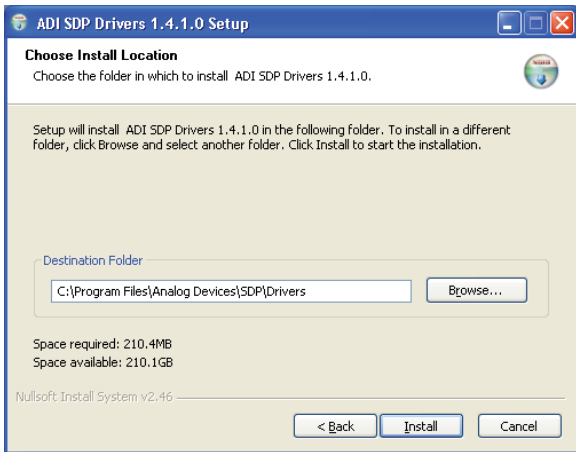 ADI SDP Drivers 1.4.1.0 Setup
Choose Install Location
Choose the folder in which to install ADI SDP Drivers 1.4.1.0.
Setup will install ADI SDP Drivers 1.4.1.0 in the following folder. To install in a different
folder, click Browse and select another folder. Click Install to start the installation.
Destination Folder
C:\Program Files\Analog Devices\SDP\Drivers
Browse...
Space required: 210.4MB
Space available: 210.1GB
Nullsoft Install System v2.46
< Back
Install
Cancel